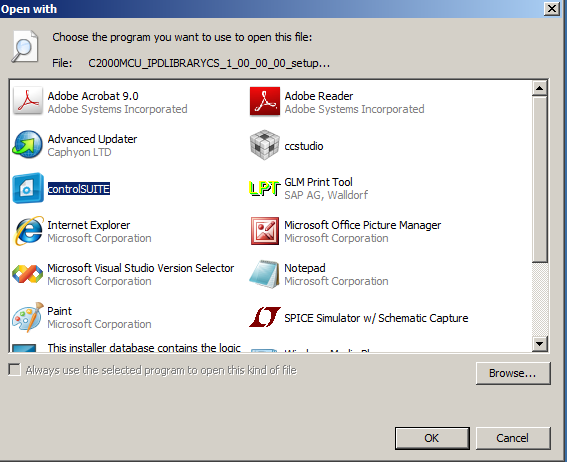 Open with
Choose the program you want to use to open this file:
File: C2000MCU_IPDLIBRARYCS_1_00_00_00_setup...
Adobe Acrobat 9.0
Adobe Systems Incorporated
Adobe Reader
Adobe Systems Incorporated
Advanced Updater
Caphyon LTD
ccstudio
controlSUITE
LPT
GLM Print Tool
SAP AG, Walldorf
Internet Explorer
Microsoft Corporation
Microsoft Office Picture Manager
Microsoft Corporation
Microsoft Visual Studio Version Selector
Microsoft Corporation
Notepad
Microsoft Corporation
Paint
Microsoft Corporation
SPICE Simulator w/ Schematic Capture
This installer database contains the logic
Always use the selected program to open this kind of file
Browse...
OK
Cancel